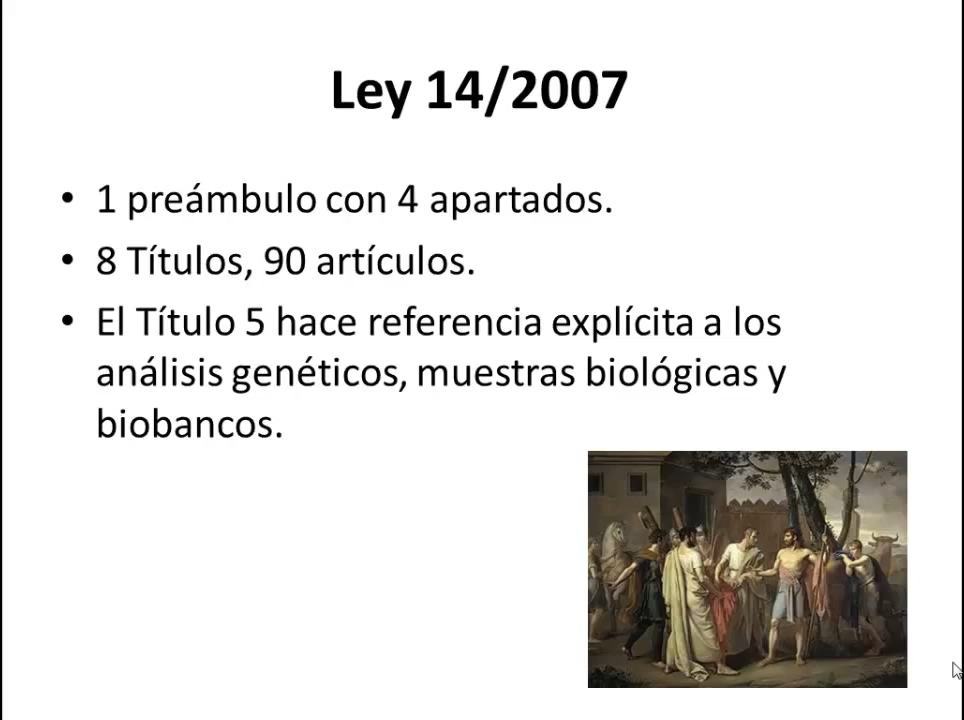 Ley 14/2007
• 1 preámbulo con 4 apartados.
• 8 Títulos, 90 artículos.
• El Título 5 hace referencia explícita a los
análisis genéticos, muestras biológicas y
biobancos.